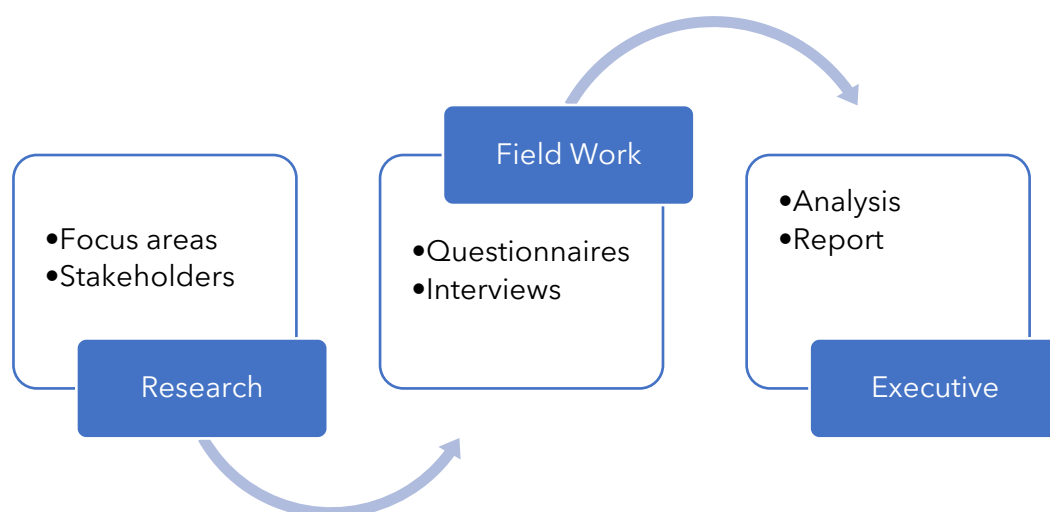 •Focus areas
•Stakeholders
Research
Field Work
•Questionnaires
•Interviews
•Analysis
•Report
Executive